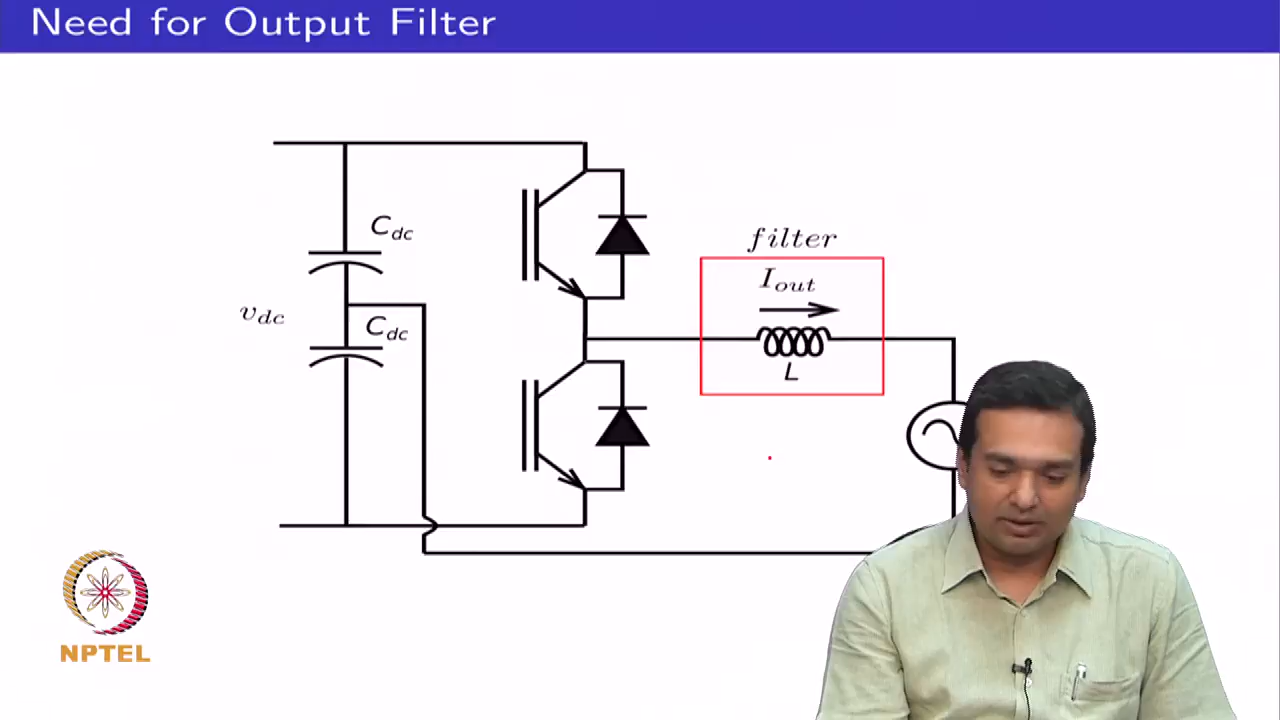 Need for Output Filter
C_dc
filter
I_out
v_dc
C_dc
L
NPTEL